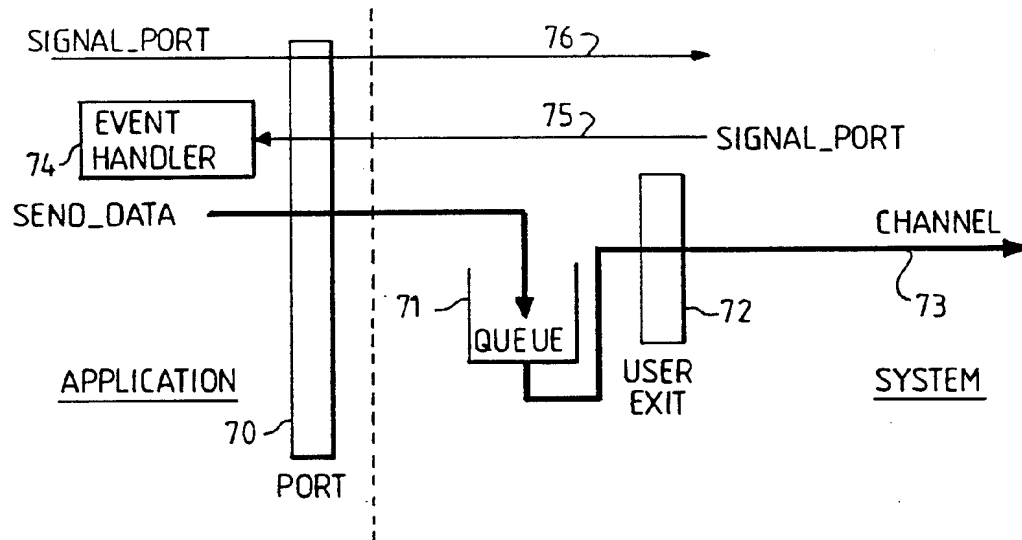 SIGNAL_PORT
76
EVENT
HANDLER
74
75
SIGNAL_PORT
SEND_DATA
CHANNEL
71
QUEUE
72
73
USER
EXIT
APPLICATION
SYSTEM
70
PORT